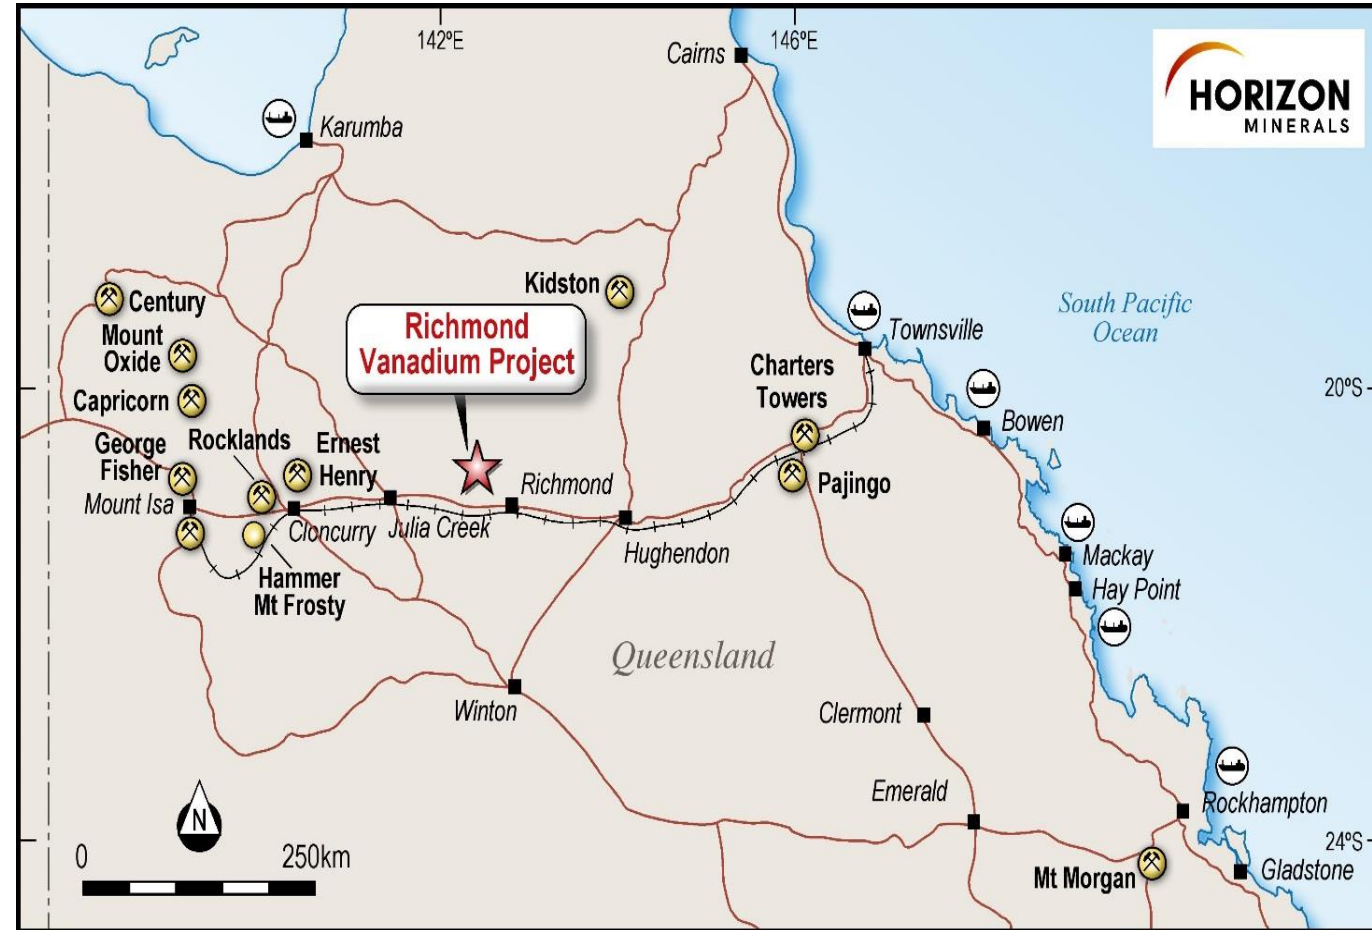 142ºE
146ºE
Cairns
HORIZON
MINERALS
Karumba
Century
Kidston
South Pacific
Ocean
Richmond
Vanadium Project
Mount
Oxide
Townsville
Charters
Towers
20ºS
Capricorn
Bowen
George
Fisher
Rocklands
Ernest
Henry
Mount Isa
Richmond
Pajingo
Cloncurry
Julia Creek
Hughendon
Mackay
Hammer
Mt Frosty
Hay Point
Queensland
Winton
Clermont
Emerald
Rockhampton
N
0
250km
24ºS
Mt Morgan
Gladstone